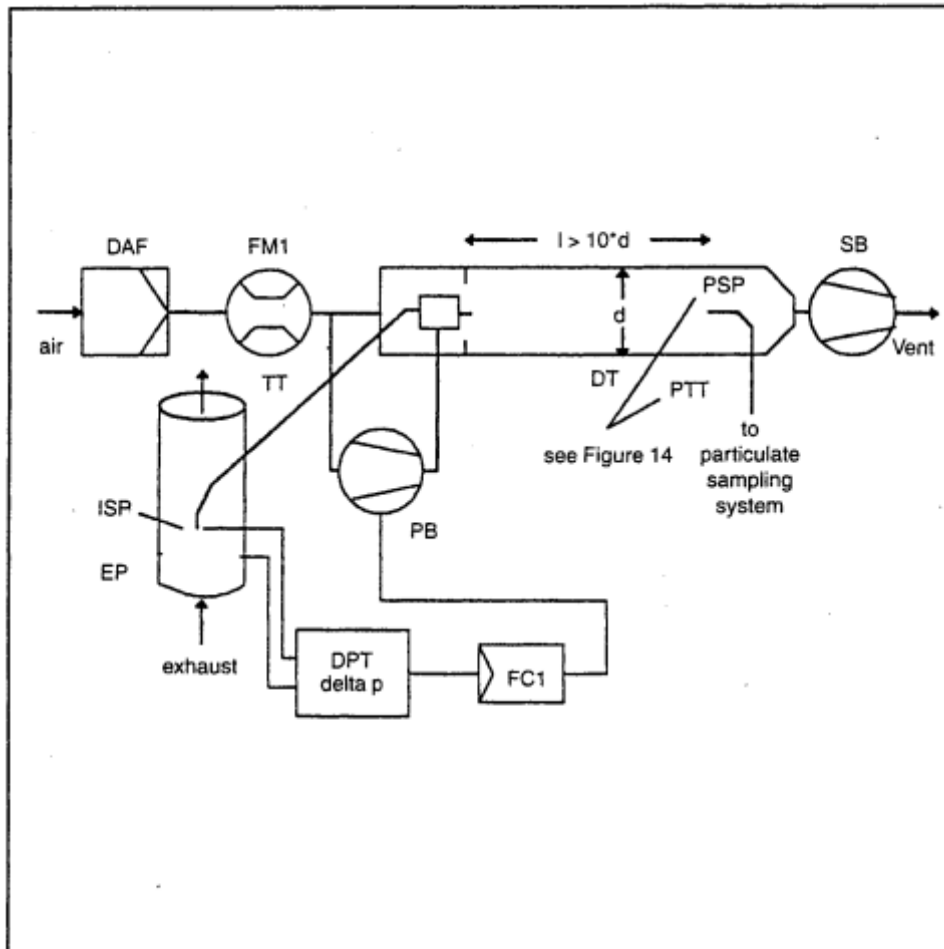 DAF
FM1
l > 10*d
SB
PSP
d
air
Vent
TT
DT
PTT
to
particulate
sampling
system
see Figure 14
ISP
PB
EP
exhaust
DPT
delta p
FC1